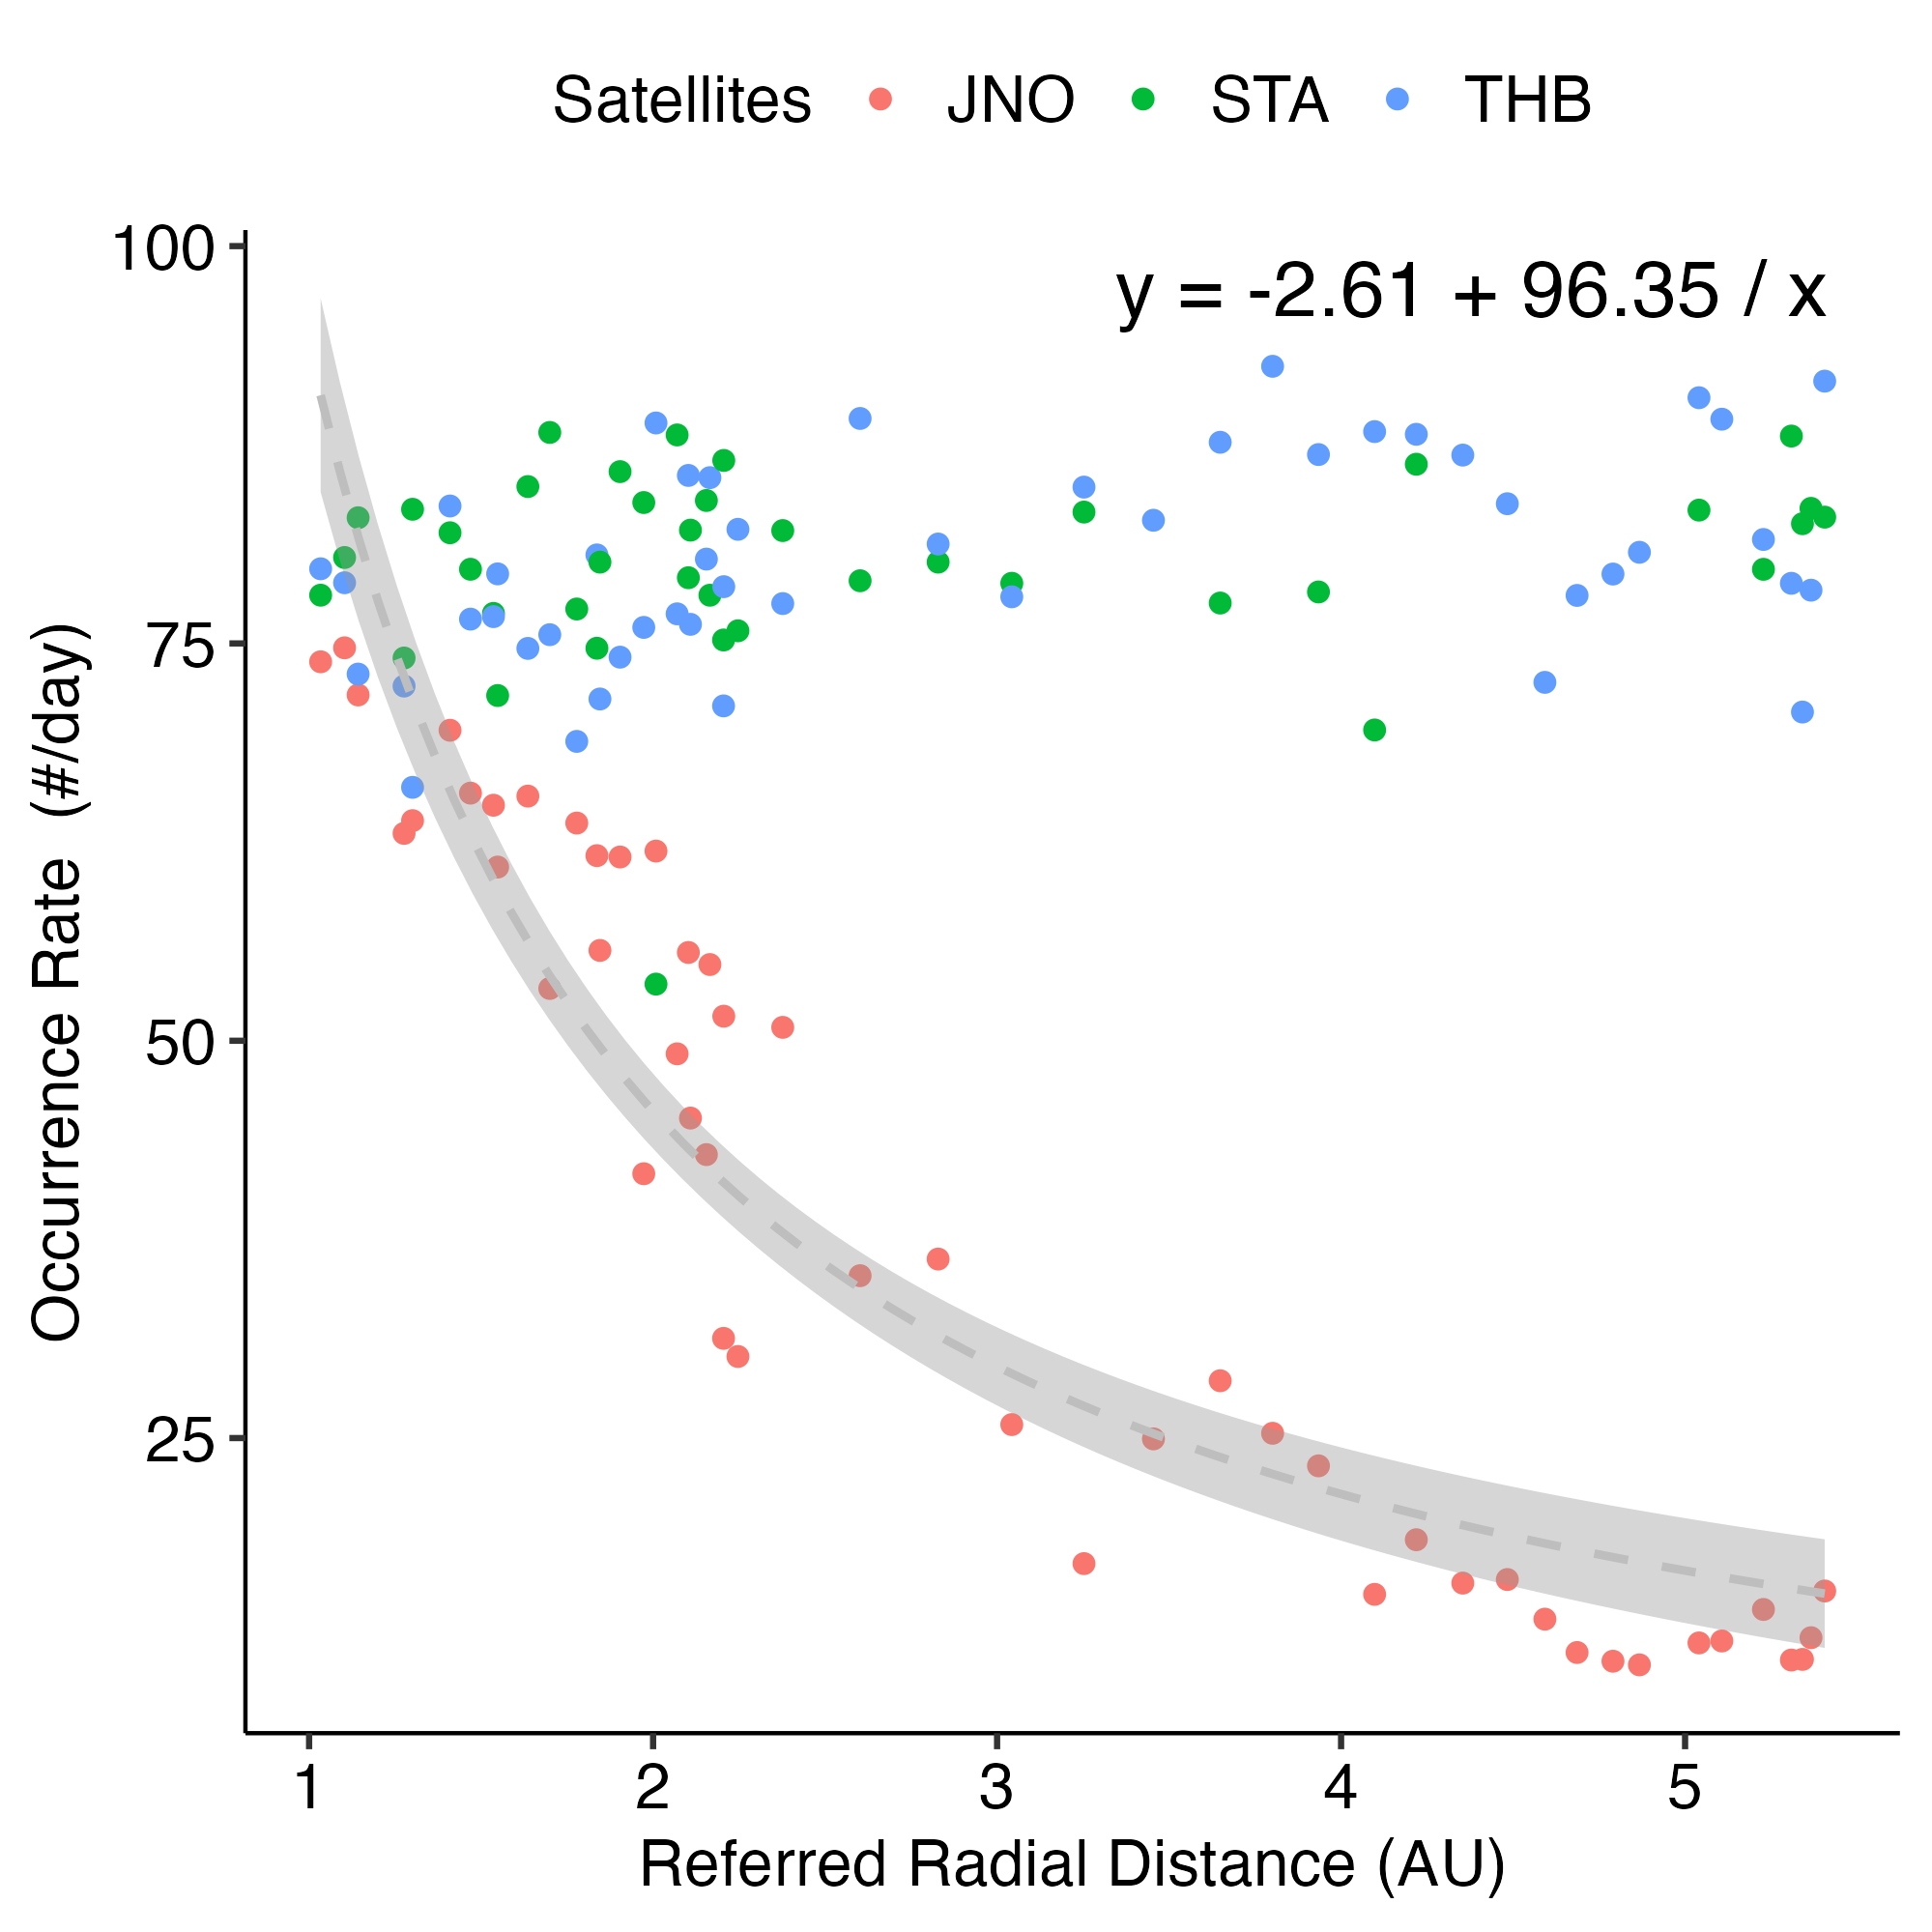 Satellites JNO STA THB
y = -2.61 + 96.35 / x
100
75
50
25
Occurrence Rate (#/day)
1 2 3 4 5
Referred Radial Distance (AU)